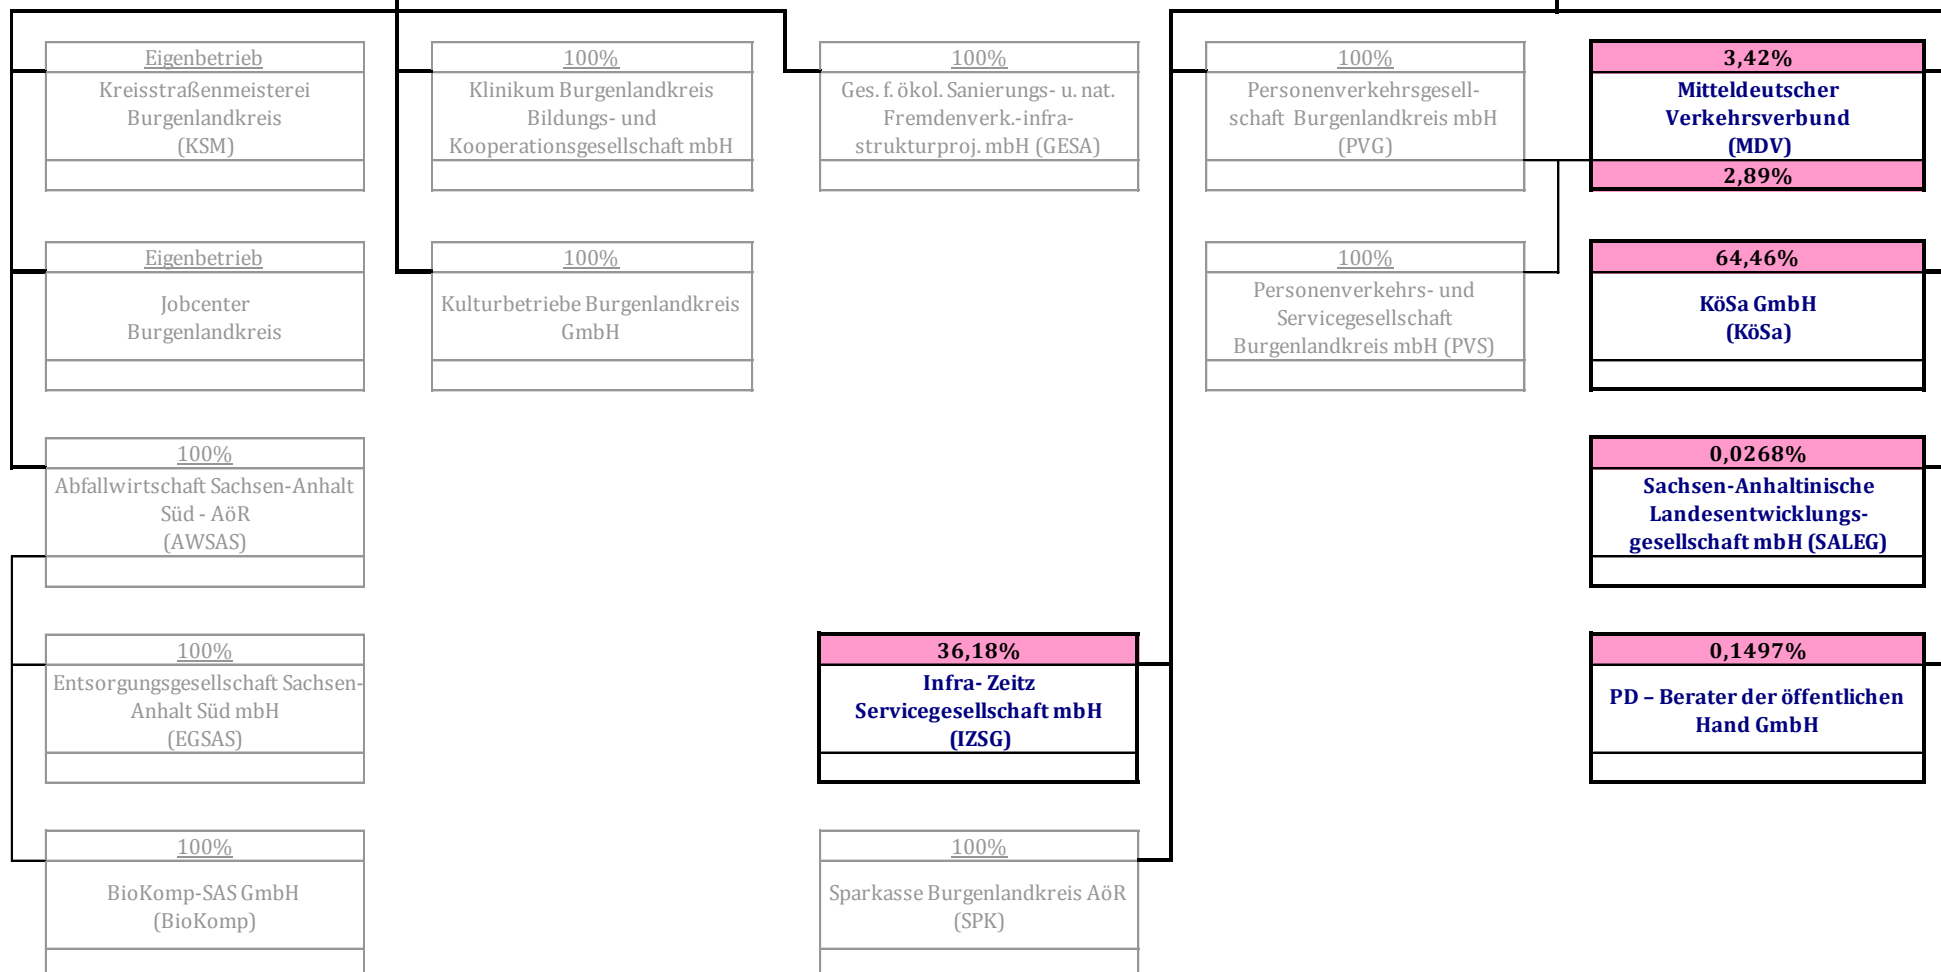 Eigenbetrieb
Kreisstraßenmeisterei
Burgenlandkreis
(KSM)
100%
Klinikum Burgenlandkreis
Bildungs- und
Kooperationsgesellschaft mbH
100%
Ges. f. ökol. Sanierungs- u. nat.
Fremdenverk.-infra-
strukturproj. mbH (GESA)
100%
Personenverkehrsgesell-
schaft Burgenlandkreis mbH
(PVG)
3,42%
Mitteldeutscher
Verkehrsverbund
(MDV)
2,89%
Eigenbetrieb
Jobcenter
Burgenlandkreis
100%
Kulturbetriebe Burgenlandkreis
GmbH
100%
Personenverkehrs- und
Servicegesellschaft
Burgenlandkreis mbH (PVS)
64,46%
KöSa GmbH
(KöSa)
100%
Abfallwirtschaft Sachsen-Anhalt
Süd - AöR
(AWSAS)
0,0268%
Sachsen-Anhaltinische
Landesentwicklungs-
gesellschaft mbH (SALEG)
100%
Entsorgungsgesellschaft Sachsen-
Anhalt Süd mbH
(EGSAS)
36,18%
Infra- Zeitz
Servicegesellschaft mbH
(IZSG)
0,1497%
PD – Berater der öffentlichen
Hand GmbH
100%
BioKomp-SAS GmbH
(BioKomp)
100%
Sparkasse Burgenlandkreis AöR
(SPK)